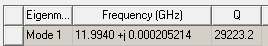 Eigenm... Frequency (GHz) Q
Mode 1 11.9940 +j 0.000205214 29223.2